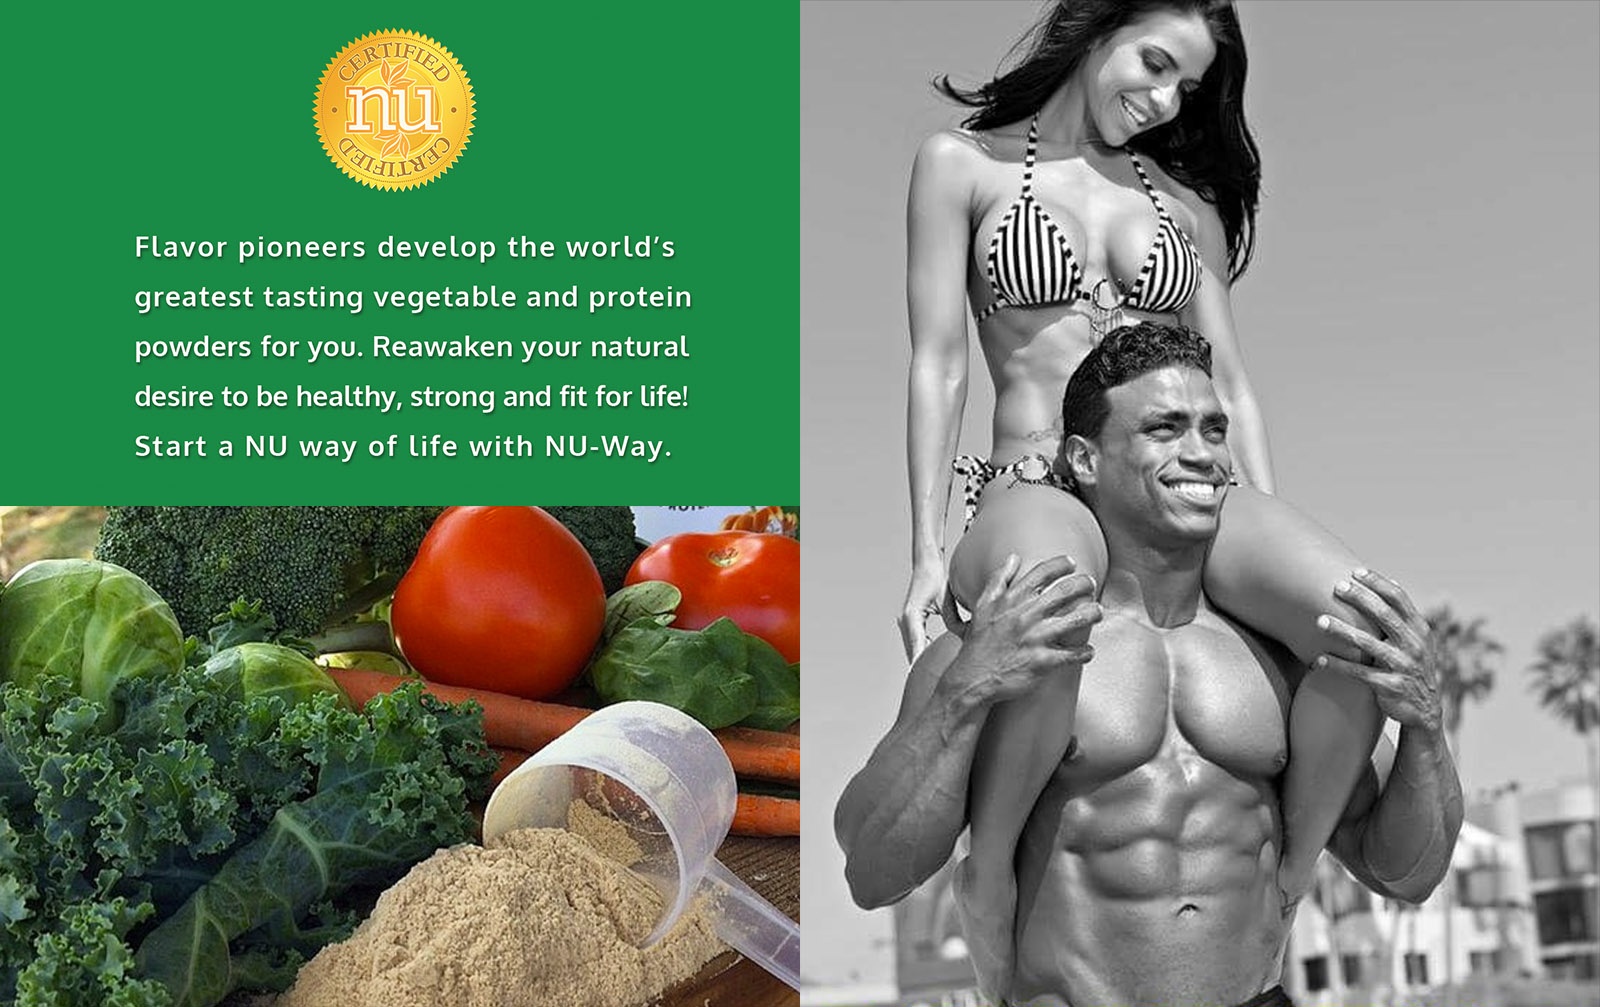 CERTIFIED
nu
CERTIFIED
Flavor pioneers develop the world’s
greatest tasting vegetable and protein
powders for you. Reawaken your natural
desire to be healthy, strong and fit for life!
Start a NU way of life with NU-Way.